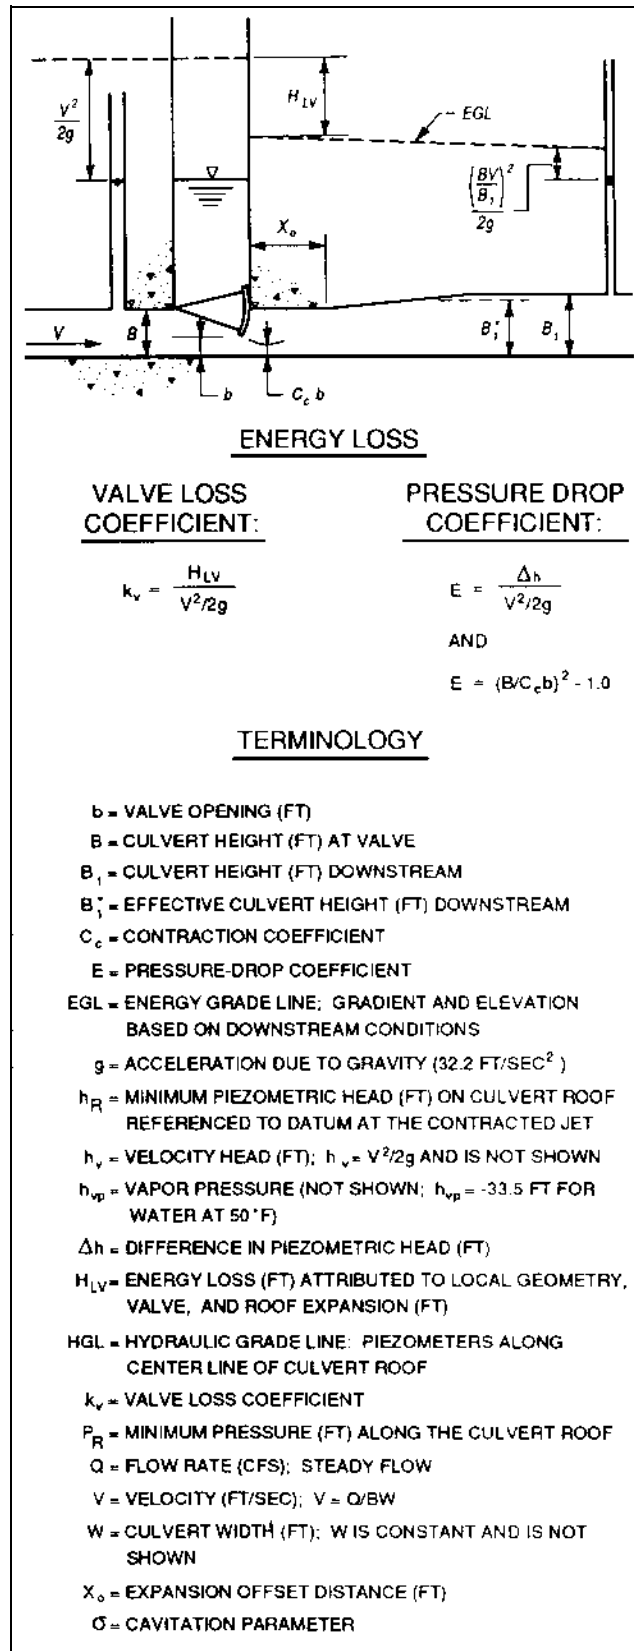 V²
2g
H_LV
EGL
(BV/B₁)²
2g
X_o
V
B
b
C_c b
B₁*
B₁
ENERGY LOSS
VALVE LOSS
COEFFICIENT:
k_v = H_LV / V²/2g
PRESSURE DROP
COEFFICIENT:
E = Δh / V²/2g
AND
E = (B/C_c b)² - 1.0
TERMINOLOGY
b = VALVE OPENING (FT)
B = CULVERT HEIGHT (FT) AT VALVE
B₁ = CULVERT HEIGHT (FT) DOWNSTREAM
B₁* = EFFECTIVE CULVERT HEIGHT (FT) DOWNSTREAM
C_c = CONTRACTION COEFFICIENT
E = PRESSURE-DROP COEFFICIENT
EGL = ENERGY GRADE LINE; GRADIENT AND ELEVATION
BASED ON DOWNSTREAM CONDITIONS
g = ACCELERATION DUE TO GRAVITY (32.2 FT/SEC²)
h_R = MINIMUM PIEZOMETRIC HEAD (FT) ON CULVERT ROOF
REFERENCED TO DATUM AT THE CONTRACTED JET
h_v = VELOCITY HEAD (FT); h_v = V²/2g AND IS NOT SHOWN
h_vp = VAPOR PRESSURE (NOT SHOWN; h_vp = -33.5 FT FOR
WATER AT 50°F)
Δh = DIFFERENCE IN PIEZOMETRIC HEAD (FT)
H_LV = ENERGY LOSS (FT) ATTRIBUTED TO LOCAL GEOMETRY,
VALVE, AND ROOF EXPANSION (FT)
HGL = HYDRAULIC GRADE LINE: PIEZOMETERS ALONG
CENTER LINE OF CULVERT ROOF
k_v = VALVE LOSS COEFFICIENT
P_R = MINIMUM PRESSURE (FT) ALONG THE CULVERT ROOF
Q = FLOW RATE (CFS); STEADY FLOW
V = VELOCITY (FT/SEC); V = Q/BW
W = CULVERT WIDTH (FT); W IS CONSTANT AND IS NOT
SHOWN
X_o = EXPANSION OFFSET DISTANCE (FT)
σ = CAVITATION PARAMETER